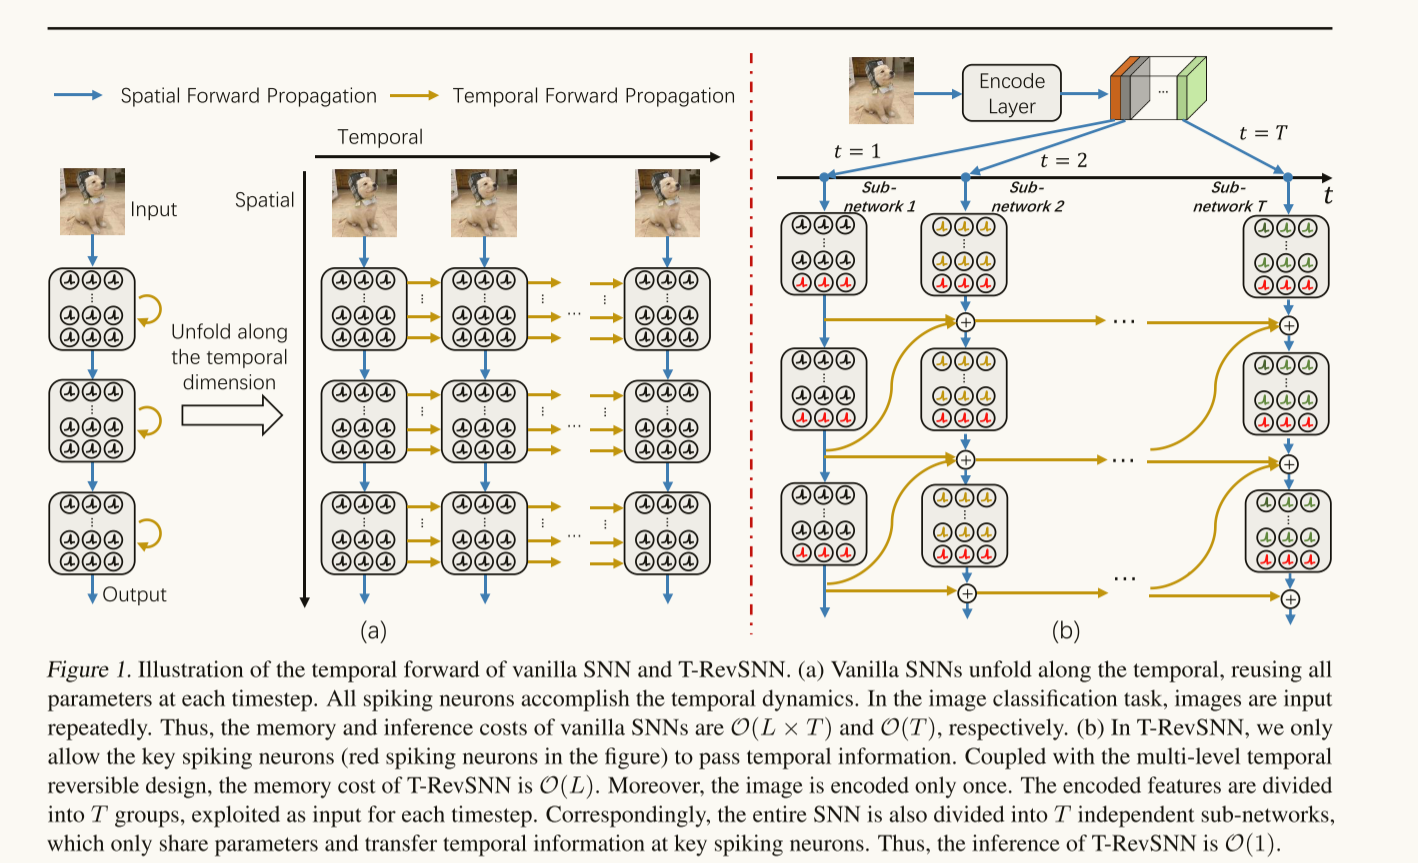 Spatial Forward Propagation
Temporal Forward Propagation
Temporal
Input
Spatial
Unfold along
the temporal
dimension
...
...
...
Output
(a)
Encode
Layer
...
t = 1
t = 2
t = T
t
Sub-
network 1
Sub-
network 2
Sub-
network T
+
...
+
+
...
+
+
...
+
(b)
Figure 1. Illustration of the temporal forward of vanilla SNN and T-RevSNN. (a) Vanilla SNNs unfold along the temporal, reusing all
parameters at each timestep. All spiking neurons accomplish the temporal dynamics. In the image classification task, images are input
repeatedly. Thus, the memory and inference costs of vanilla SNNs are 𝒪(L × T) and 𝒪(T), respectively. (b) In T-RevSNN, we only
allow the key spiking neurons (red spiking neurons in the figure) to pass temporal information. Coupled with the multi-level temporal
reversible design, the memory cost of T-RevSNN is 𝒪(L). Moreover, the image is encoded only once. The encoded features are divided
into T groups, exploited as input for each timestep. Correspondingly, the entire SNN is also divided into T independent sub-networks,
which only share parameters and transfer temporal information at key spiking neurons. Thus, the inference of T-RevSNN is 𝒪(1).